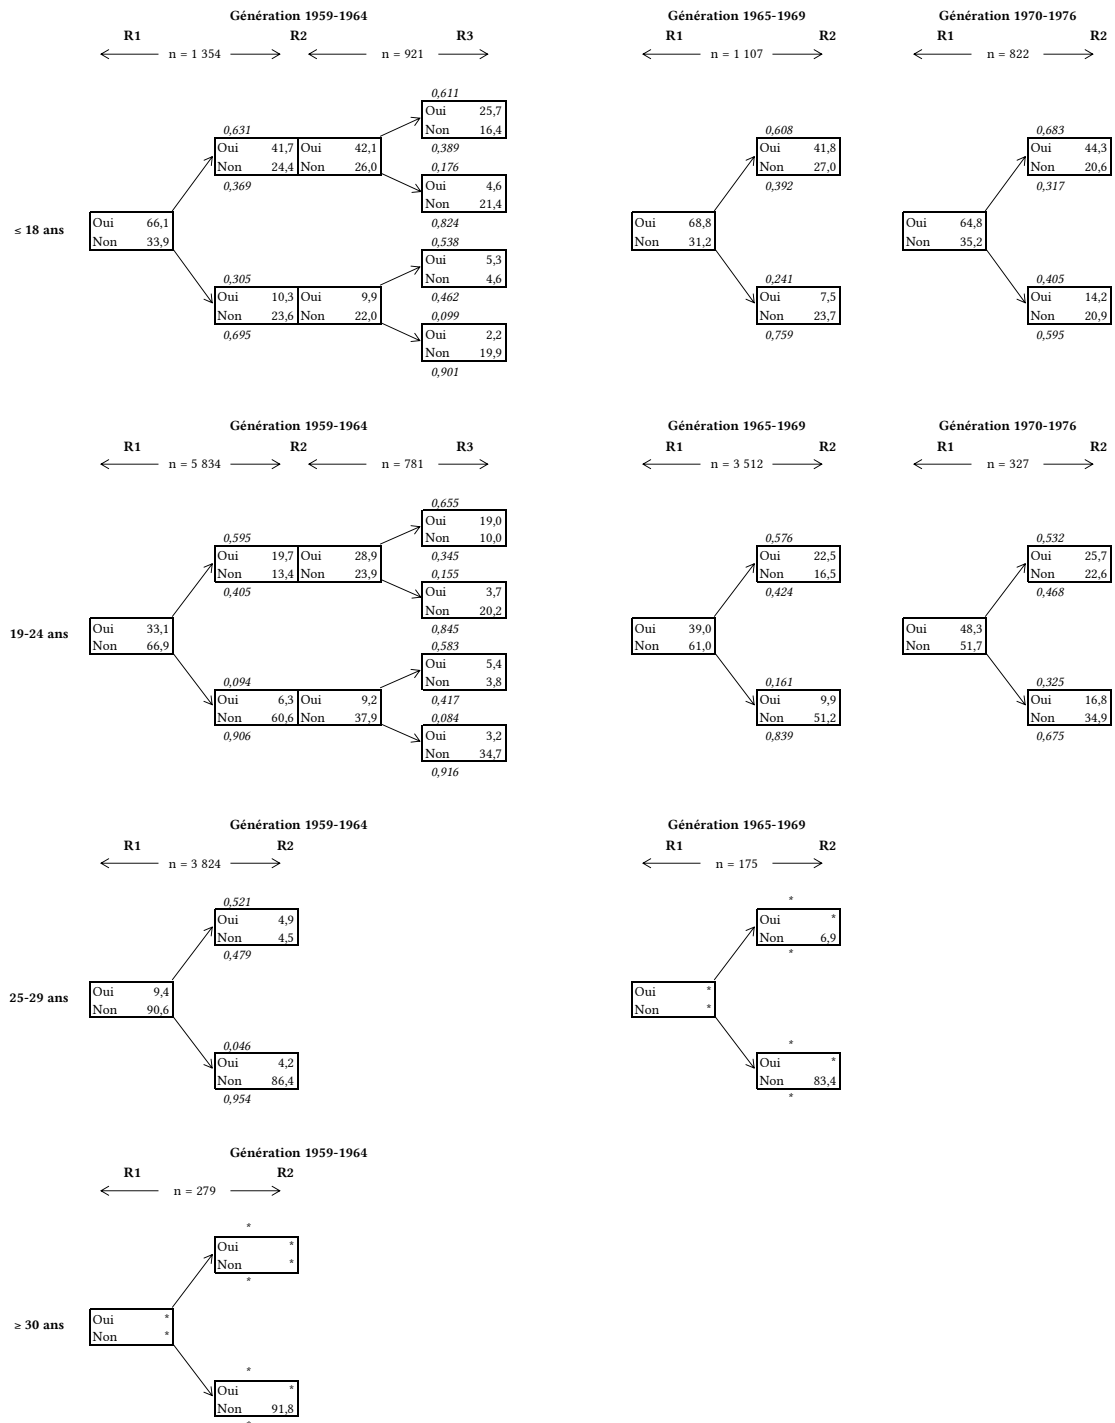 Génération 1959-1964 Génération 1965-1969 Génération 1970-1976
R1 R2 R3 R1 R2 R1 R2
n = 1 354 n = 921 n = 1 107 n = 822
0,611
Oui 25,7
0,631 Non 16,4 0,608 0,683
Oui 41,7 Oui 42,1 0,389 Oui 41,8 Oui 44,3
Non 24,4 Non 26,0 0,176 Non 27,0 Non 20,6
0,369 Oui 4,6 0,392 0,317
Non 21,4
≤ 18 ans Oui 66,1 0,824 Oui 68,8 Oui 64,8
Non 33,9 0,538 Non 31,2 Non 35,2
Oui 5,3
0,305 Non 4,6 0,241 0,405
Oui 10,3 Oui 9,9 0,462 Oui 7,5 Oui 14,2
Non 23,6 Non 22,0 0,099 Non 23,7 Non 20,9
0,695 Oui 2,2 0,759 0,595
Non 19,9
0,901
Génération 1959-1964 Génération 1965-1969 Génération 1970-1976
R1 R2 R3 R1 R2 R1 R2
n = 5 834 n = 781 n = 3 512 n = 327
0,655
Oui 19,0
0,595 Non 10,0 0,576 0,532
Oui 19,7 Oui 28,9 0,345 Oui 22,5 Oui 25,7
Non 13,4 Non 23,9 0,155 Non 16,5 Non 22,6
0,405 Oui 3,7 0,424 0,468
Non 20,2
19-24 ans Oui 33,1 0,845 Oui 39,0 Oui 48,3
Non 66,9 0,583 Non 61,0 Non 51,7
Oui 5,4
0,094 Non 3,8 0,161 0,325
Oui 6,3 Oui 9,2 0,417 Oui 9,9 Oui 16,8
Non 60,6 Non 37,9 0,084 Non 51,2 Non 34,9
0,906 Oui 3,2 0,839 0,675
Non 34,7
0,916
Génération 1959-1964 Génération 1965-1969
R1 R2 R1 R2
n = 3 824 n = 175
0,521 *
Oui 4,9 Oui *
Non 4,5 Non 6,9
0,479 *
25-29 ans Oui 9,4 Oui *
Non 90,6 Non *
0,046 *
Oui 4,2 Oui *
Non 86,4 Non 83,4
0,954 *
Génération 1959-1964
R1 R2
n = 279
*
Oui *
Non *
*
≥ 30 ans Oui *
Non *
*
Oui *
Non 91,8
*